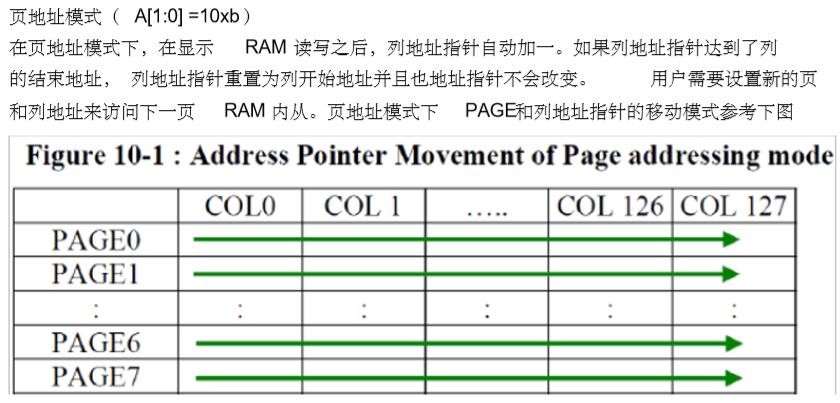 页地址模式（ A[1:0] =10xb）
在页地址模式下，在显示 RAM 读写之后，列地址指针自动加一。如果列地址指针达到了列
的结束地址， 列地址指针重置为列开始地址并且也地址指针不会改变。 用户需要设置新的页
和列地址来访问下一页 RAM 内从。页地址模式下 PAGE和列地址指针的移动模式参考下图
Figure 10-1 : Address Pointer Movement of Page addressing mode
COL0 COL 1 ..... COL 126 COL 127
PAGE0
PAGE1
: : : : : :
PAGE6
PAGE7